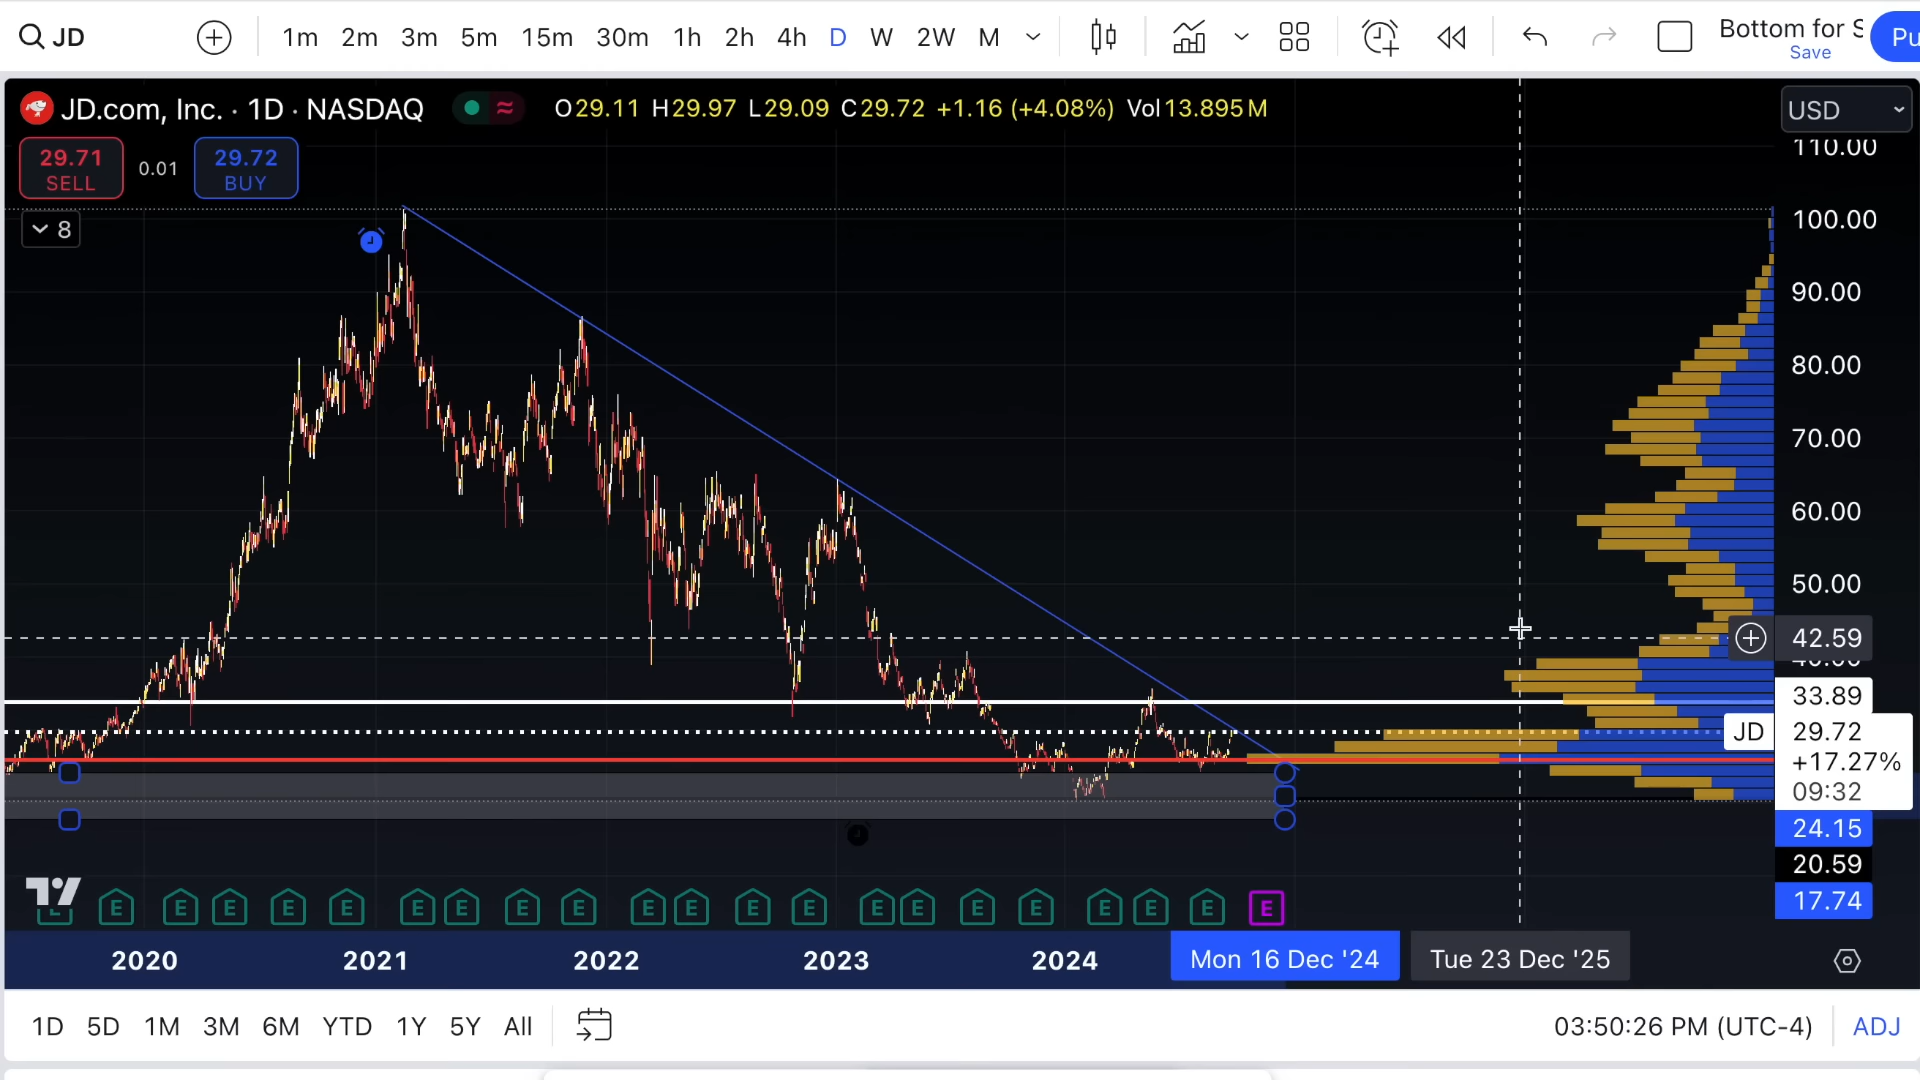 JD
1m 2m 3m 5m 15m 30m 1h 2h 4h D W 2W M
Bottom for S
Save
Pu
JD.com, Inc. · 1D · NASDAQ
O29.11 H29.97 L29.09 C29.72 +1.16 (+4.08%) Vol13.895M
USD
29.71
SELL
0.01
29.72
BUY
8
110.00
100.00
90.00
80.00
70.00
60.00
50.00
42.59
40.00
33.89
JD 29.72
+17.27%
09:32
24.15
20.59
17.74
E E E E E E E E E E E E E E E E E E E E E E
2020 2021 2022 2023 2024 Mon 16 Dec '24 Tue 23 Dec '25
1D 5D 1M 3M 6M YTD 1Y 5Y All
03:50:26 PM (UTC-4) ADJ